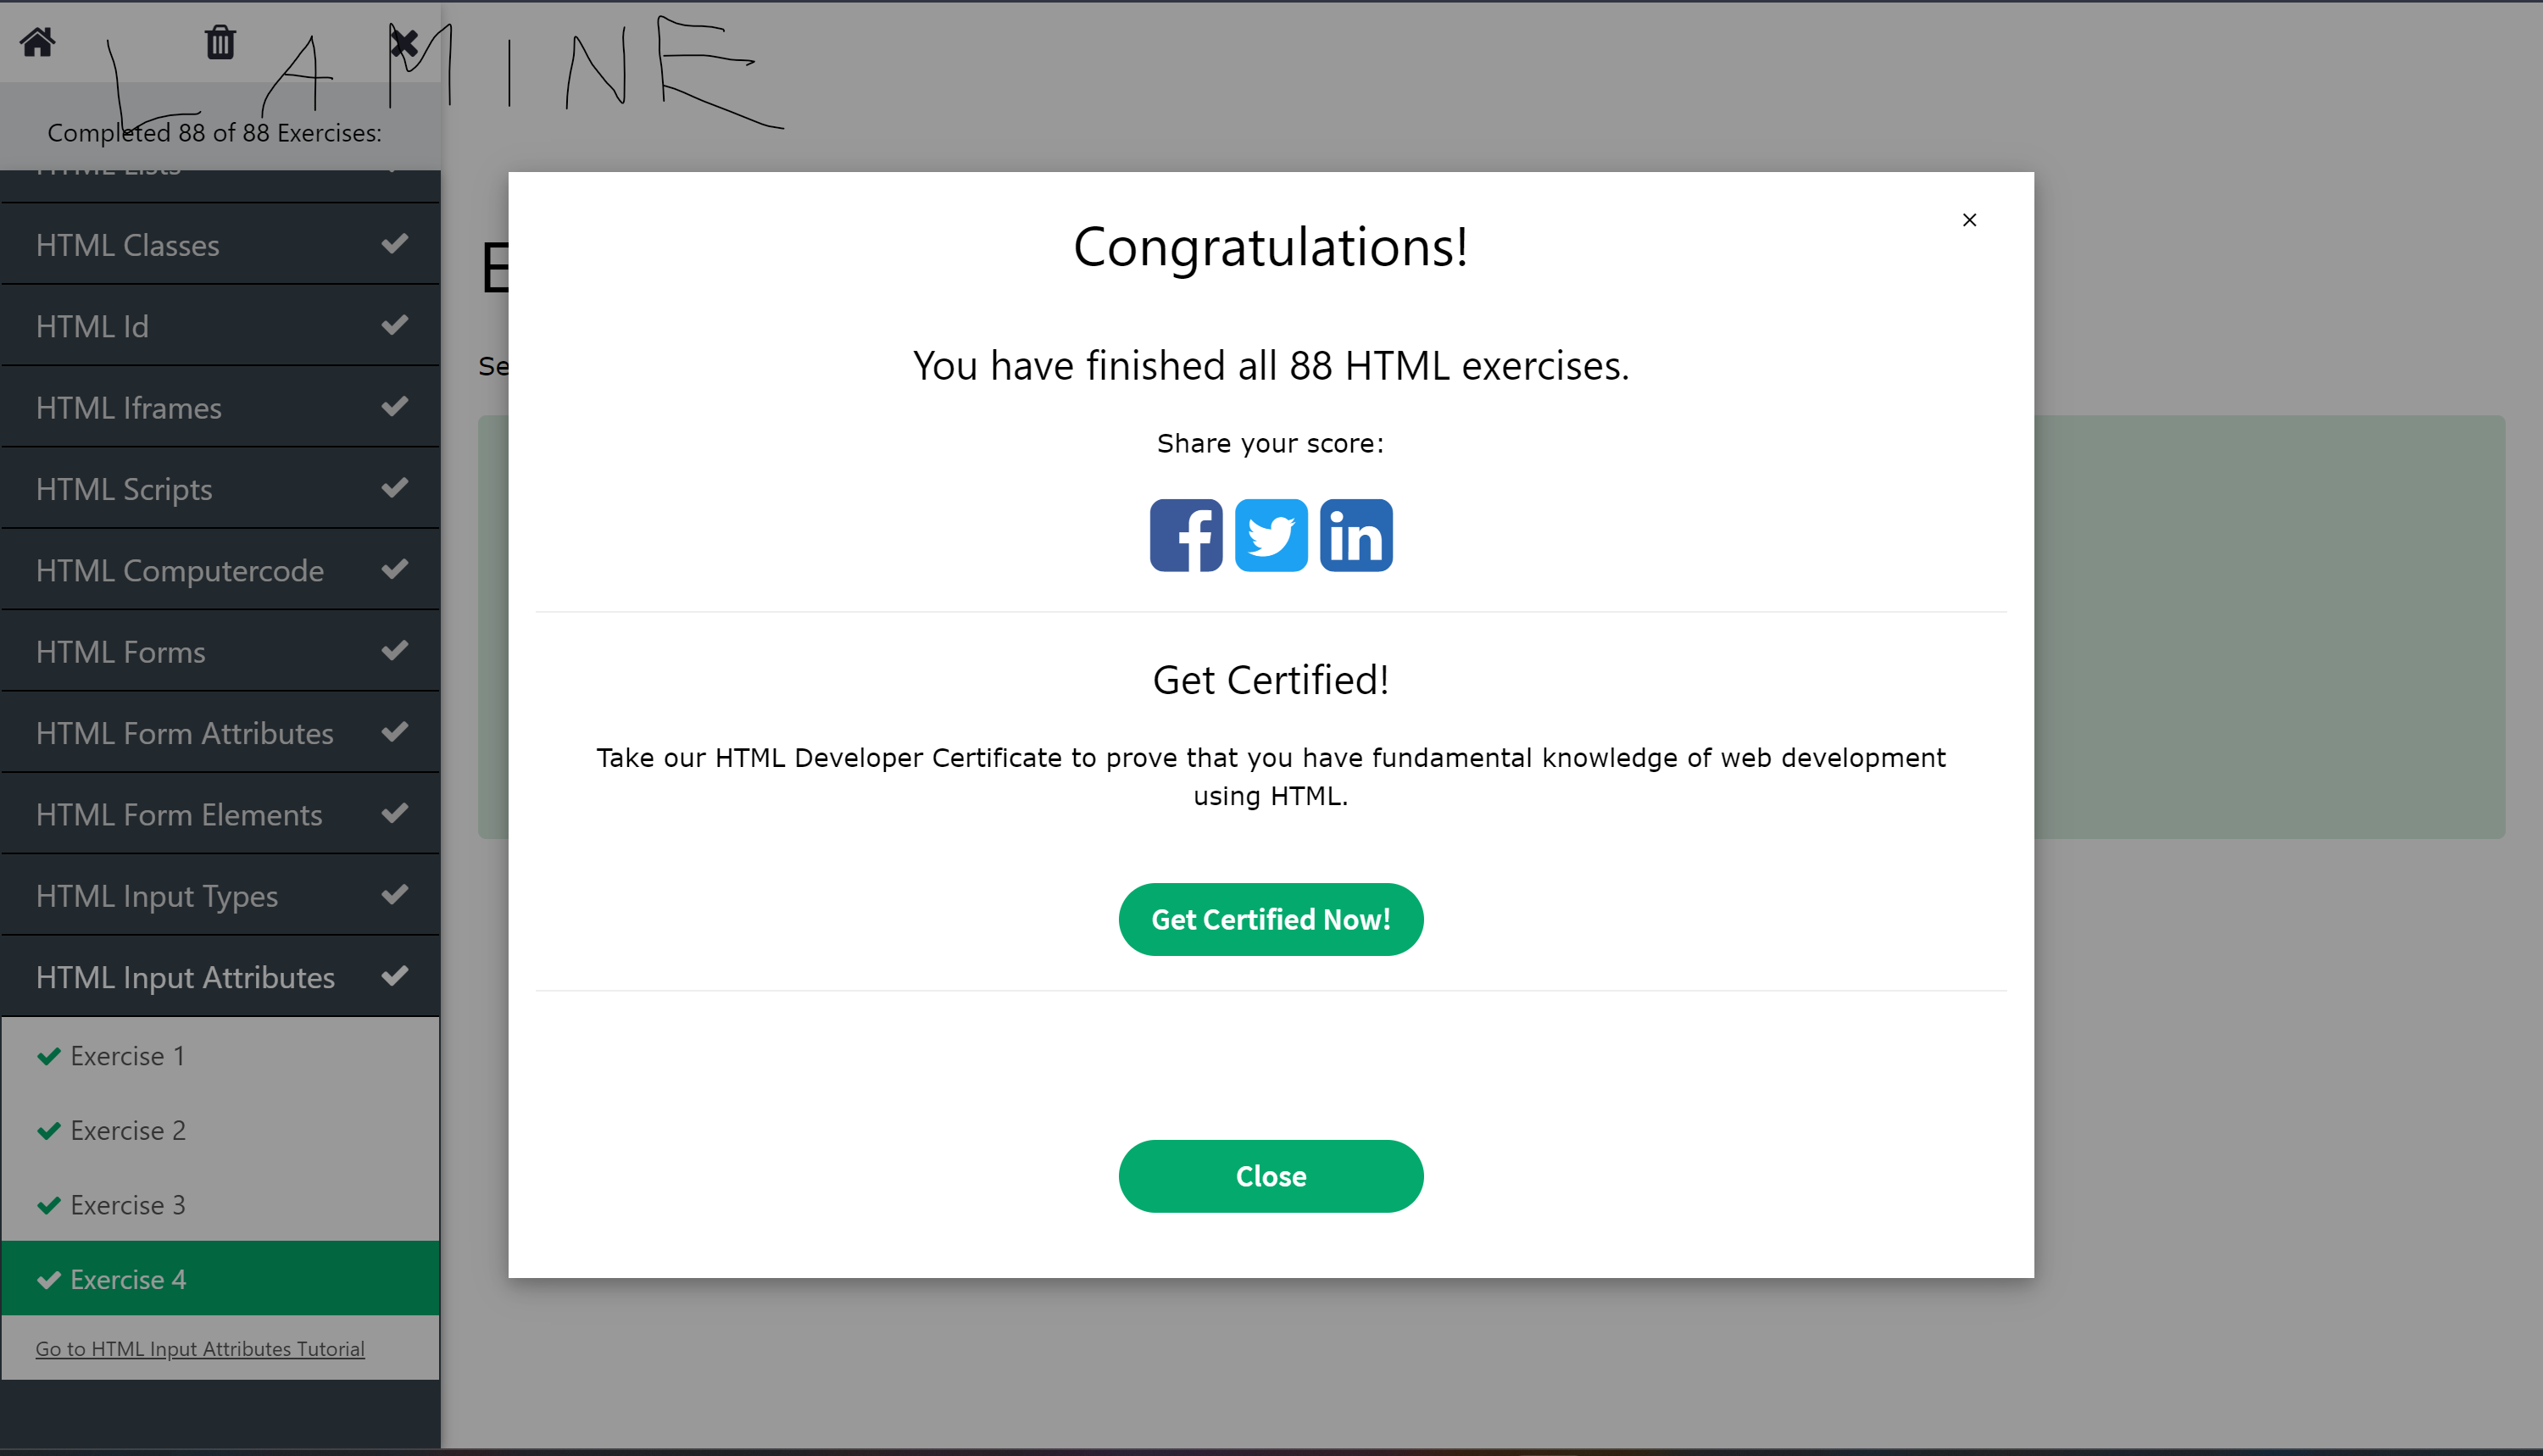 LAMINE
Completed 88 of 88 Exercises:
HTML Lists
HTML Classes
HTML Id
HTML Iframes
HTML Scripts
HTML Computercode
HTML Forms
HTML Form Attributes
HTML Form Elements
HTML Input Types
HTML Input Attributes
Exercise 1
Exercise 2
Exercise 3
Exercise 4
Go to HTML Input Attributes Tutorial
E
Se
×
Congratulations!
You have finished all 88 HTML exercises.
Share your score:
Get Certified!
Take our HTML Developer Certificate to prove that you have fundamental knowledge of web development
using HTML.
Get Certified Now!
Close